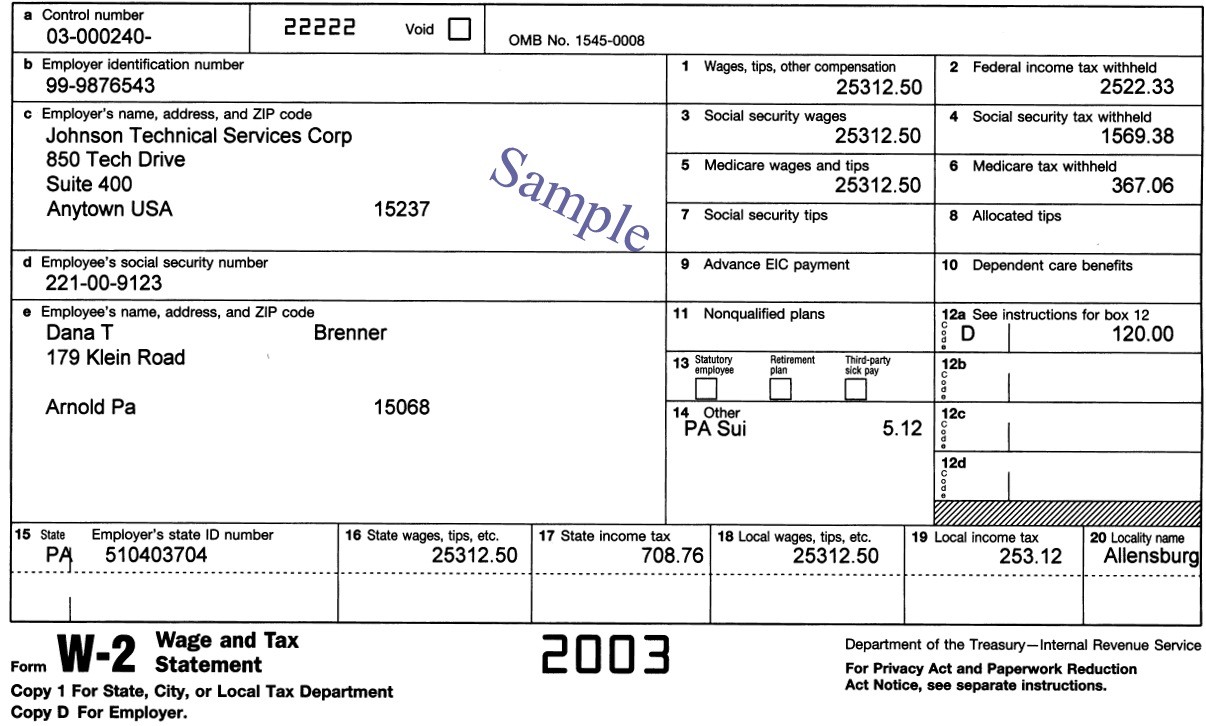 a Control number
03-000240-
22222
Void
OMB No. 1545-0008
b Employer identification number
99-9876543
1 Wages, tips, other compensation
25312.50
2 Federal income tax withheld
2522.33
c Employer's name, address, and ZIP code
Johnson Technical Services Corp
850 Tech Drive
Suite 400
Anytown USA 15237
Sample
3 Social security wages
25312.50
4 Social security tax withheld
1569.38
5 Medicare wages and tips
25312.50
6 Medicare tax withheld
367.06
7 Social security tips
8 Allocated tips
d Employee's social security number
221-00-9123
9 Advance EIC payment
10 Dependent care benefits
e Employee's name, address, and ZIP code
Dana T Brenner
179 Klein Road
Arnold Pa 15068
11 Nonqualified plans
12a See instructions for box 12
Code D 120.00
13 Statutory employee
Retirement plan
Third-party sick pay
12b
Code
14 Other
PA Sui 5.12
12c
Code
12d
Code
15 State Employer's state ID number
PA 510403704
16 State wages, tips, etc.
25312.50
17 State income tax
708.76
18 Local wages, tips, etc.
25312.50
19 Local income tax
253.12
20 Locality name
Allensburg
Form W-2 Wage and Tax Statement
2003
Department of the Treasury—Internal Revenue Service
For Privacy Act and Paperwork Reduction
Act Notice, see separate instructions.
Copy 1 For State, City, or Local Tax Department
Copy D For Employer.